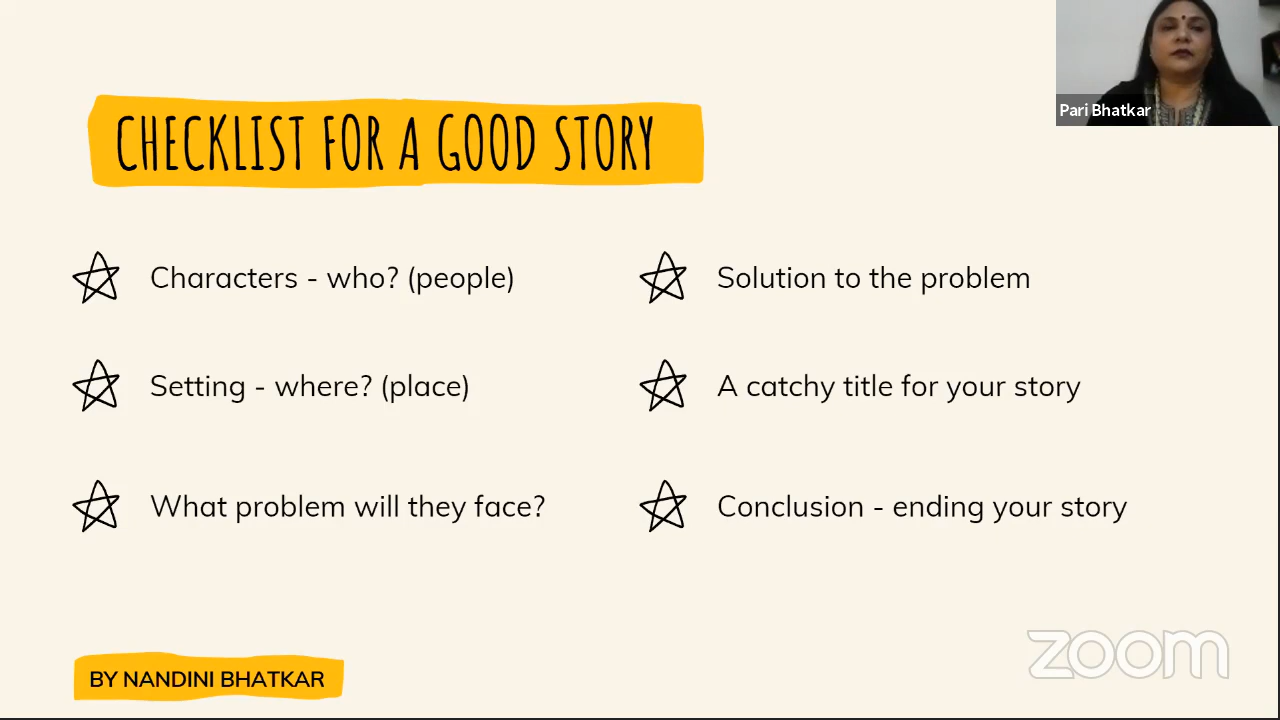 Pari Bhatkar
CHECKLIST FOR A GOOD STORY
Characters - who? (people)
Setting - where? (place)
What problem will they face?
Solution to the problem
A catchy title for your story
Conclusion - ending your story
BY NANDINI BHATKAR
zoom